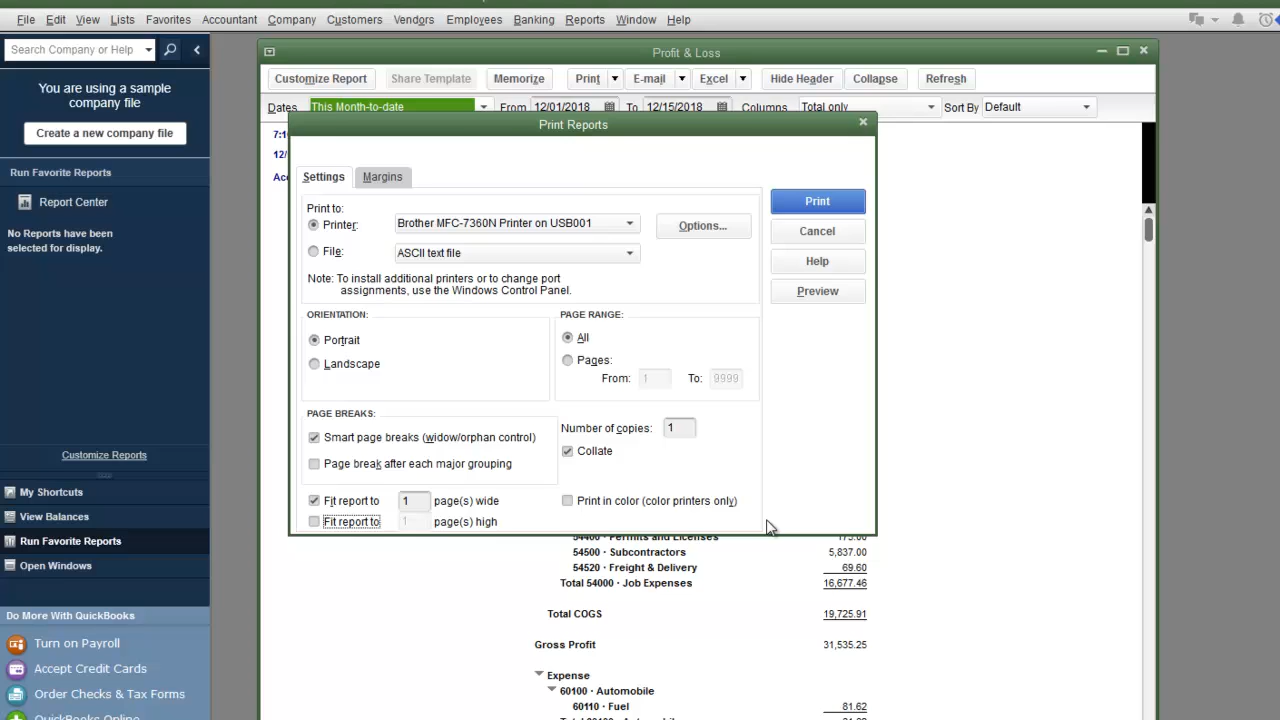 File Edit View Lists Favorites Accountant Company Customers Vendors Employees Banking Reports Window Help
Search Company or Help
You are using a sample
company file
Create a new company file
Run Favorite Reports
Report Center
No Reports have been
selected for display.
Customize Reports
My Shortcuts
View Balances
Run Favorite Reports
Open Windows
Do More With QuickBooks
Turn on Payroll
Accept Credit Cards
Order Checks & Tax Forms
QuickBooks Online
Profit & Loss
Customize Report Share Template Memorize Print E-mail Excel Hide Header Collapse Refresh
Dates This Month-to-date From 12/01/2018 To 12/15/2018 Columns Total only Sort By Default
Print Reports
Settings Margins
Print to:
Printer: Brother MFC-7360N Printer on USB001 Options...
File: ASCII text file
Note: To install additional printers or to change port
assignments, use the Windows Control Panel.
ORIENTATION:
Portrait
Landscape
PAGE RANGE:
All
Pages:
From: 1 To: 9999
PAGE BREAKS:
Smart page breaks (widow/orphan control)
Page break after each major grouping
Number of copies: 1
Collate
Fit report to 1 page(s) wide
Fit report to 1 page(s) high
Print in color (color printers only)
Print
Cancel
Help
Preview
54400 · Permits and Licenses 175.00
54500 · Subcontractors 5,837.00
54520 · Freight & Delivery 69.60
Total 54000 · Job Expenses 16,677.46
Total COGS 19,725.91
Gross Profit 31,535.25
Expense
60100 · Automobile
60110 · Fuel 81.62